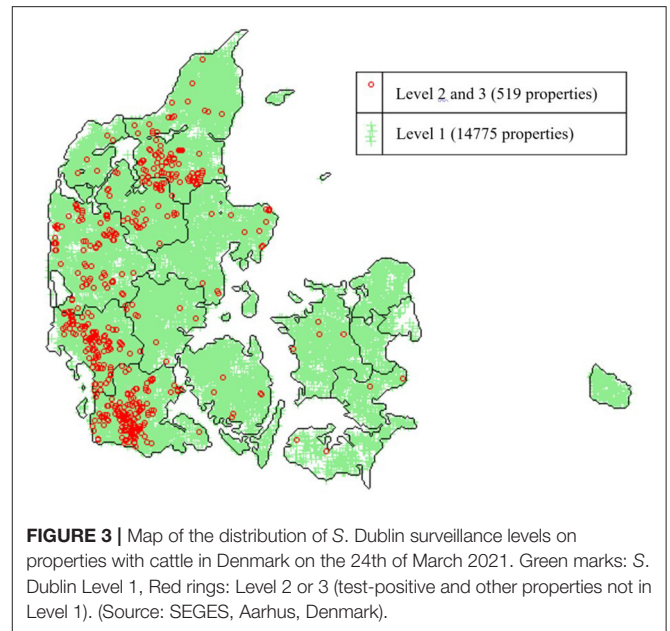 Level 2 and 3 (519 properties)
Level 1 (14775 properties)
FIGURE 3 | Map of the distribution of S. Dublin surveillance levels on
properties with cattle in Denmark on the 24th of March 2021. Green marks: S.
Dublin Level 1, Red rings: Level 2 or 3 (test-positive and other properties not in
Level 1). (Source: SEGES, Aarhus, Denmark).